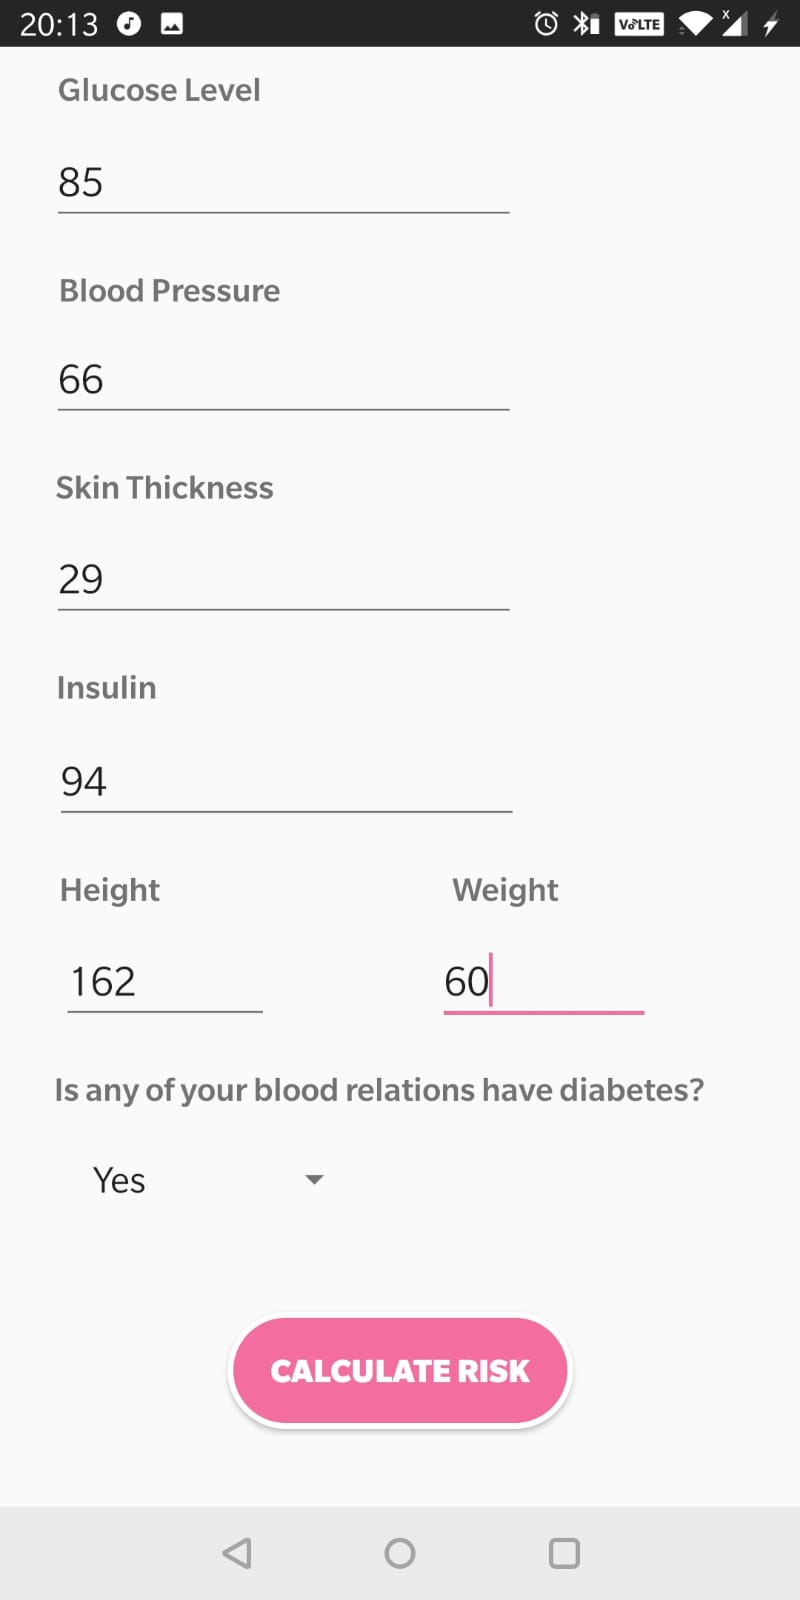 20:13 VoLTE x
Glucose Level
85
Blood Pressure
66
Skin Thickness
29
Insulin
94
Height Weight
162 60
Is any of your blood relations have diabetes?
Yes
CALCULATE RISK